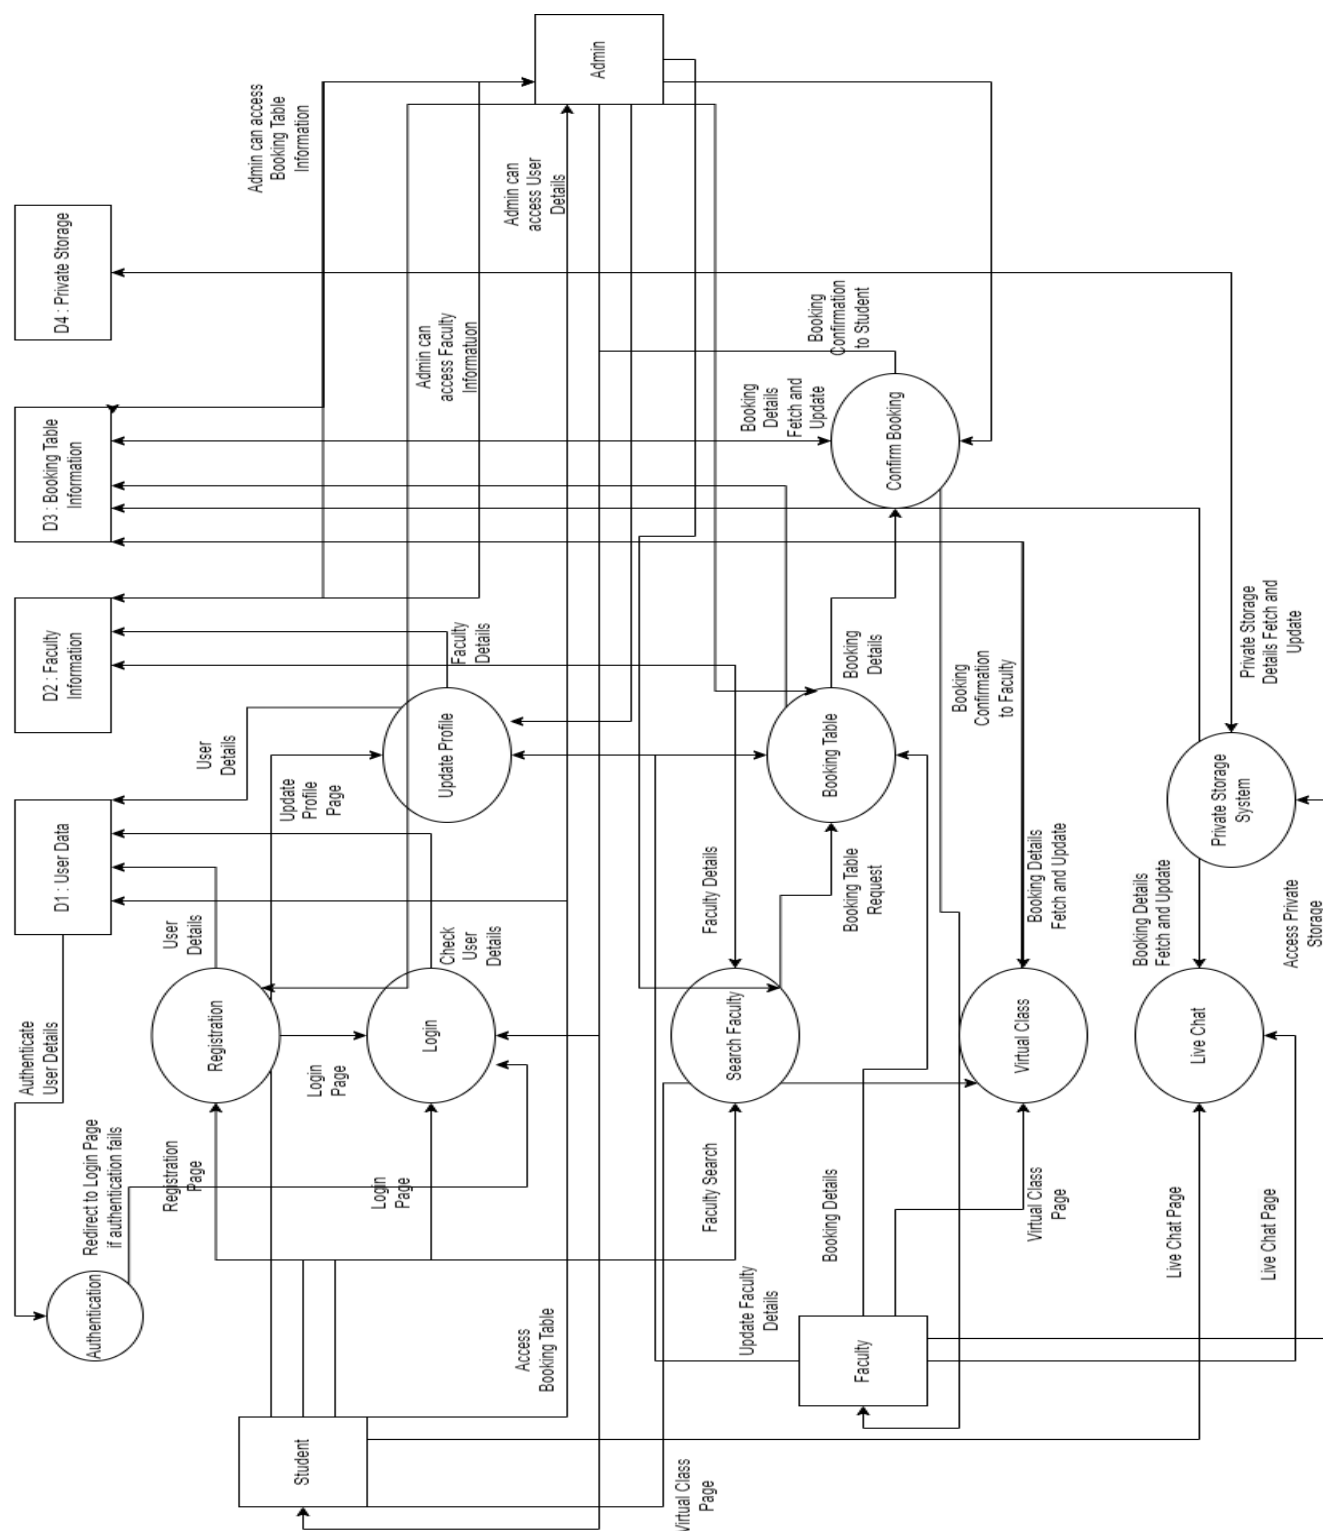 Admin
Admin can access
Booking Table
Information
Admin can
access User
Details
D4 : Private Storage
Admin can
access Faculty
Informatuon
Booking
Confirmation
to Student
D3 : Booking Table
Information
Booking
Details
Fetch and
Update
Confirm Booking
D2 : Faculty
Information
Faculty
Details
Booking
Details
Booking
Confirmation
to Faculty
Private Storage
Details Fetch and
Update
User
Details
Update
Profile
Page
Update Profile
Booking Table
Private Storage
System
D1 : User Data
User
Details
Check
User
Details
Faculty Details
Booking Table
Request
Booking Details
Fetch and Update
Booking Details
Fetch and Update
Access Private
Storage
Authenticate
User Details
Registration
Login
Page
Login
Search Faculty
Virtual Class
Live Chat
Redirect to Login Page
if authentication fails
Registration
Page
Login
Page
Faculty Search
Booking Details
Virtual Class
Page
Live Chat Page
Live Chat Page
Authentication
Access
Booking Table
Update Faculty
Details
Faculty
Student
Virtual Class
Page